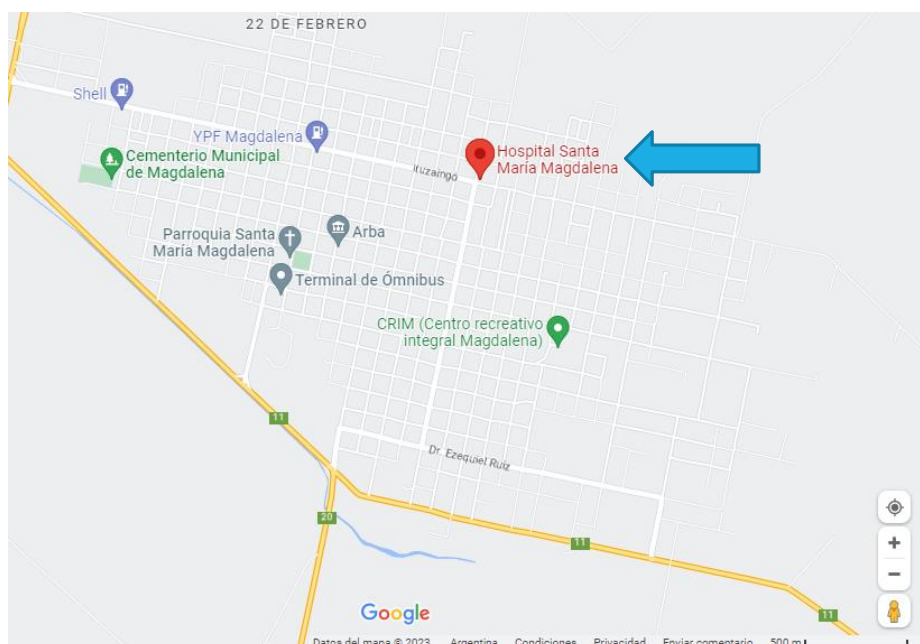 22 DE FEBRERO
Shell
YPF Magdalena
Cementerio Municipal
de Magdalena
Ituzaingó
Hospital Santa
María Magdalena
Parroquia Santa
María Magdalena
Arba
Terminal de Ómnibus
CRIM (Centro recreativo
integral Magdalena)
11
Dr. Ezequiel Ruiz
20
11
11
Google
Datos del mapa © 2023 Argentina Condiciones Privacidad Enviar comentario 500 m